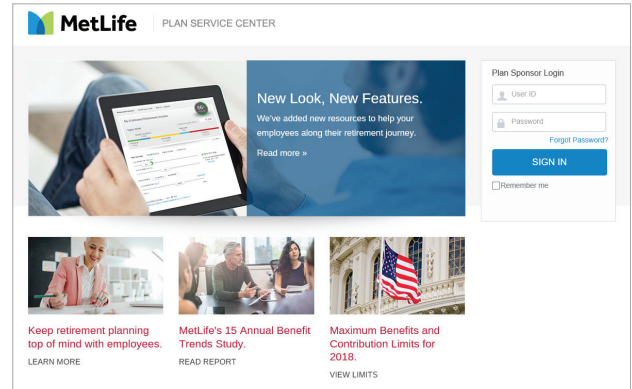 MetLife
PLAN SERVICE CENTER
New Look, New Features.
We've added new resources to help your
employees along their retirement journey.
Read more »
Plan Sponsor Login
User ID
Password
Forgot Password?
SIGN IN
Remember me
Keep retirement planning
top of mind with employees.
LEARN MORE
MetLife's 15 Annual Benefit
Trends Study.
READ REPORT
Maximum Benefits and
Contribution Limits for
2018.
VIEW LIMITS